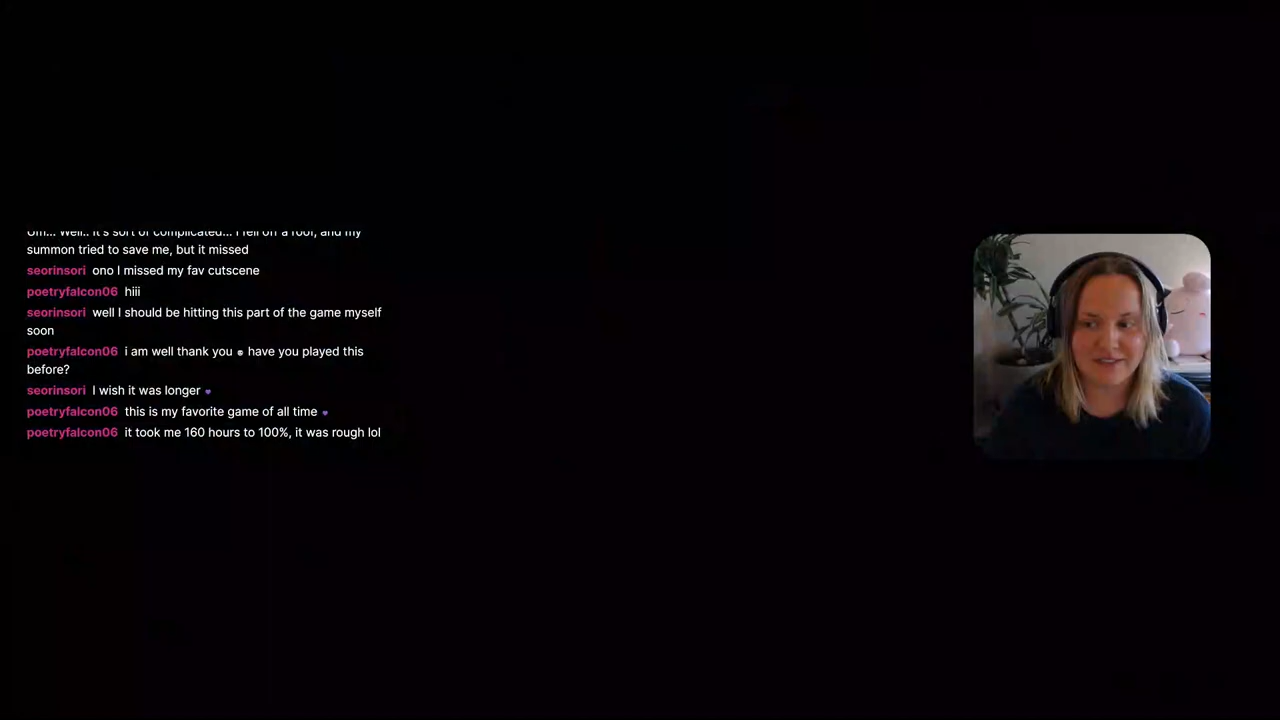 Um... Well.. It's sort of complicated... I fell off a roof, and my
summon tried to save me, but it missed
seorinsori ono I missed my fav cutscene
poetryfalcon06 hiii
seorinsori well I should be hitting this part of the game myself
soon
poetryfalcon06 i am well thank you have you played this
before?
seorinsori I wish it was longer
poetryfalcon06 this is my favorite game of all time
poetryfalcon06 it took me 160 hours to 100%, it was rough lol